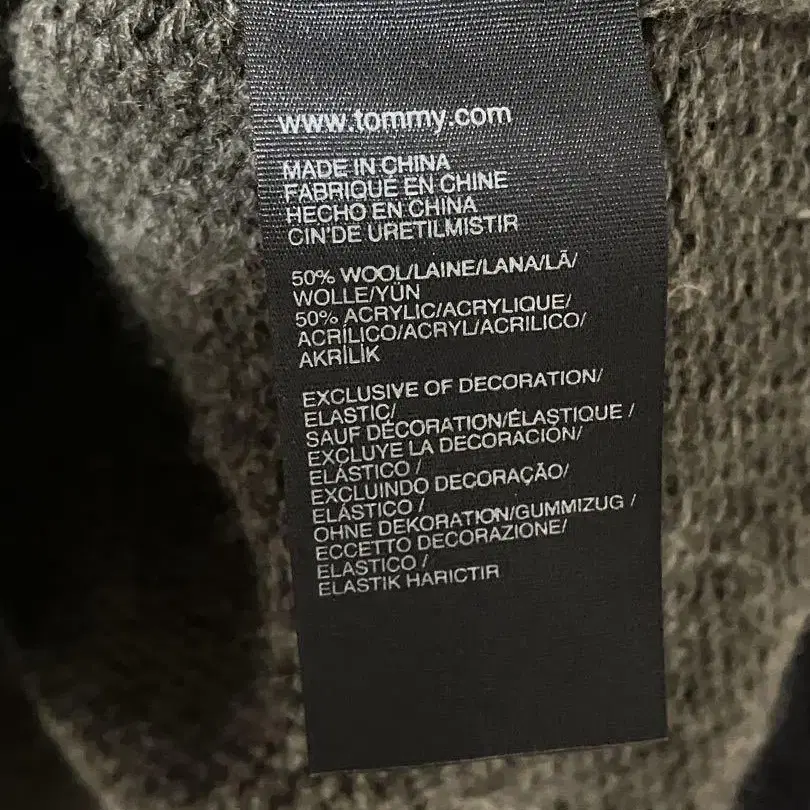 www.tommy.com
MADE IN CHINA
FABRIQUÉ EN CHINE
HECHO EN CHINA
CIN'DE URETILMISTIR
50% WOOL/LAINE/LANA/LÃ/
WOLLE/YÜN
50% ACRYLIC/ACRYLIQUE/
ACRÍLICO/ACRYL/ACRILICO/
AKRİLİK
EXCLUSIVE OF DECORATION/
ELASTIC/
SAUF DÉCORATION/ÉLASTIQUE /
EXCLUYE LA DECORACIÓN/
ELÁSTICO /
EXCLUINDO DECORAÇÃO/
ELÁSTICO /
OHNE DEKORATION/GUMMIZUG /
ECCETTO DECORAZIONE/
ELASTICO /
ELASTIK HARICTIR